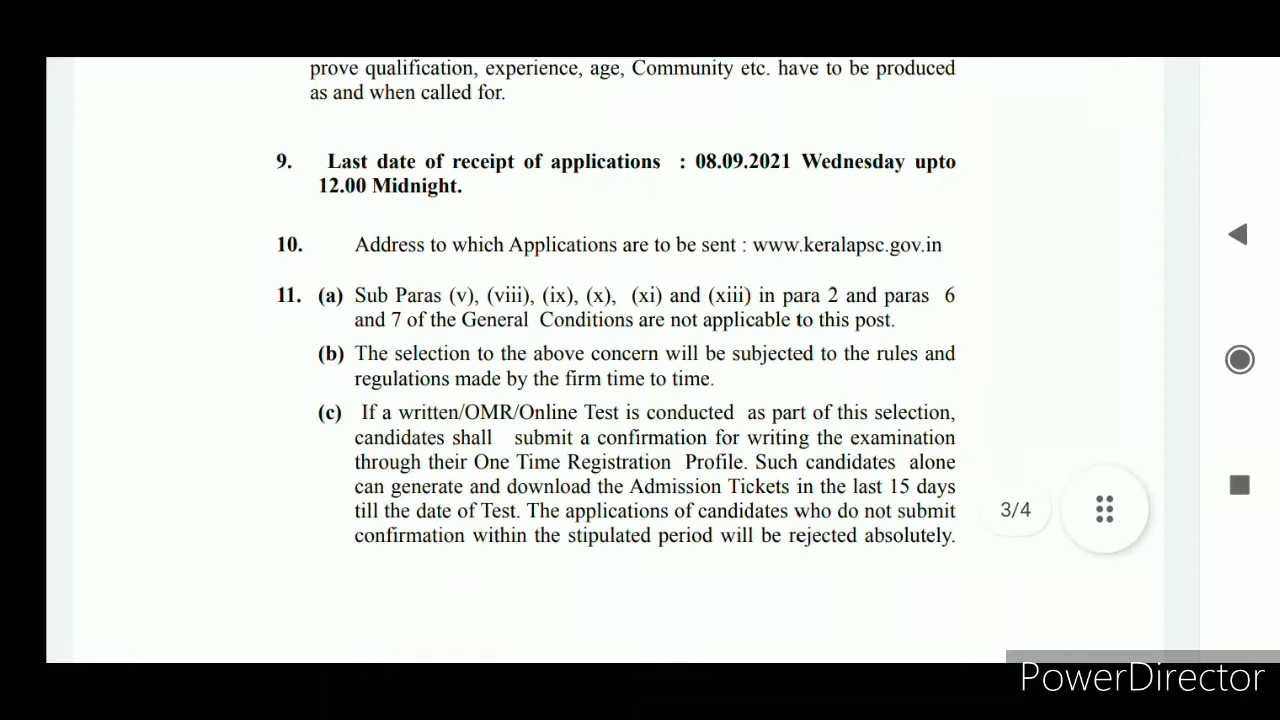 prove qualification, experience, age, Community etc. have to be produced
as and when called for.
9. Last date of receipt of applications : 08.09.2021 Wednesday upto
12.00 Midnight.
10. Address to which Applications are to be sent : www.keralapsc.gov.in
11. (a) Sub Paras (v), (viii), (ix), (x), (xi) and (xiii) in para 2 and paras 6
and 7 of the General Conditions are not applicable to this post.
(b) The selection to the above concern will be subjected to the rules and
regulations made by the firm time to time.
(c) If a written/OMR/Online Test is conducted as part of this selection,
candidates shall submit a confirmation for writing the examination
through their One Time Registration Profile. Such candidates alone
can generate and download the Admission Tickets in the last 15 days
till the date of Test. The applications of candidates who do not submit
confirmation within the stipulated period will be rejected absolutely.
3/4
PowerDirector